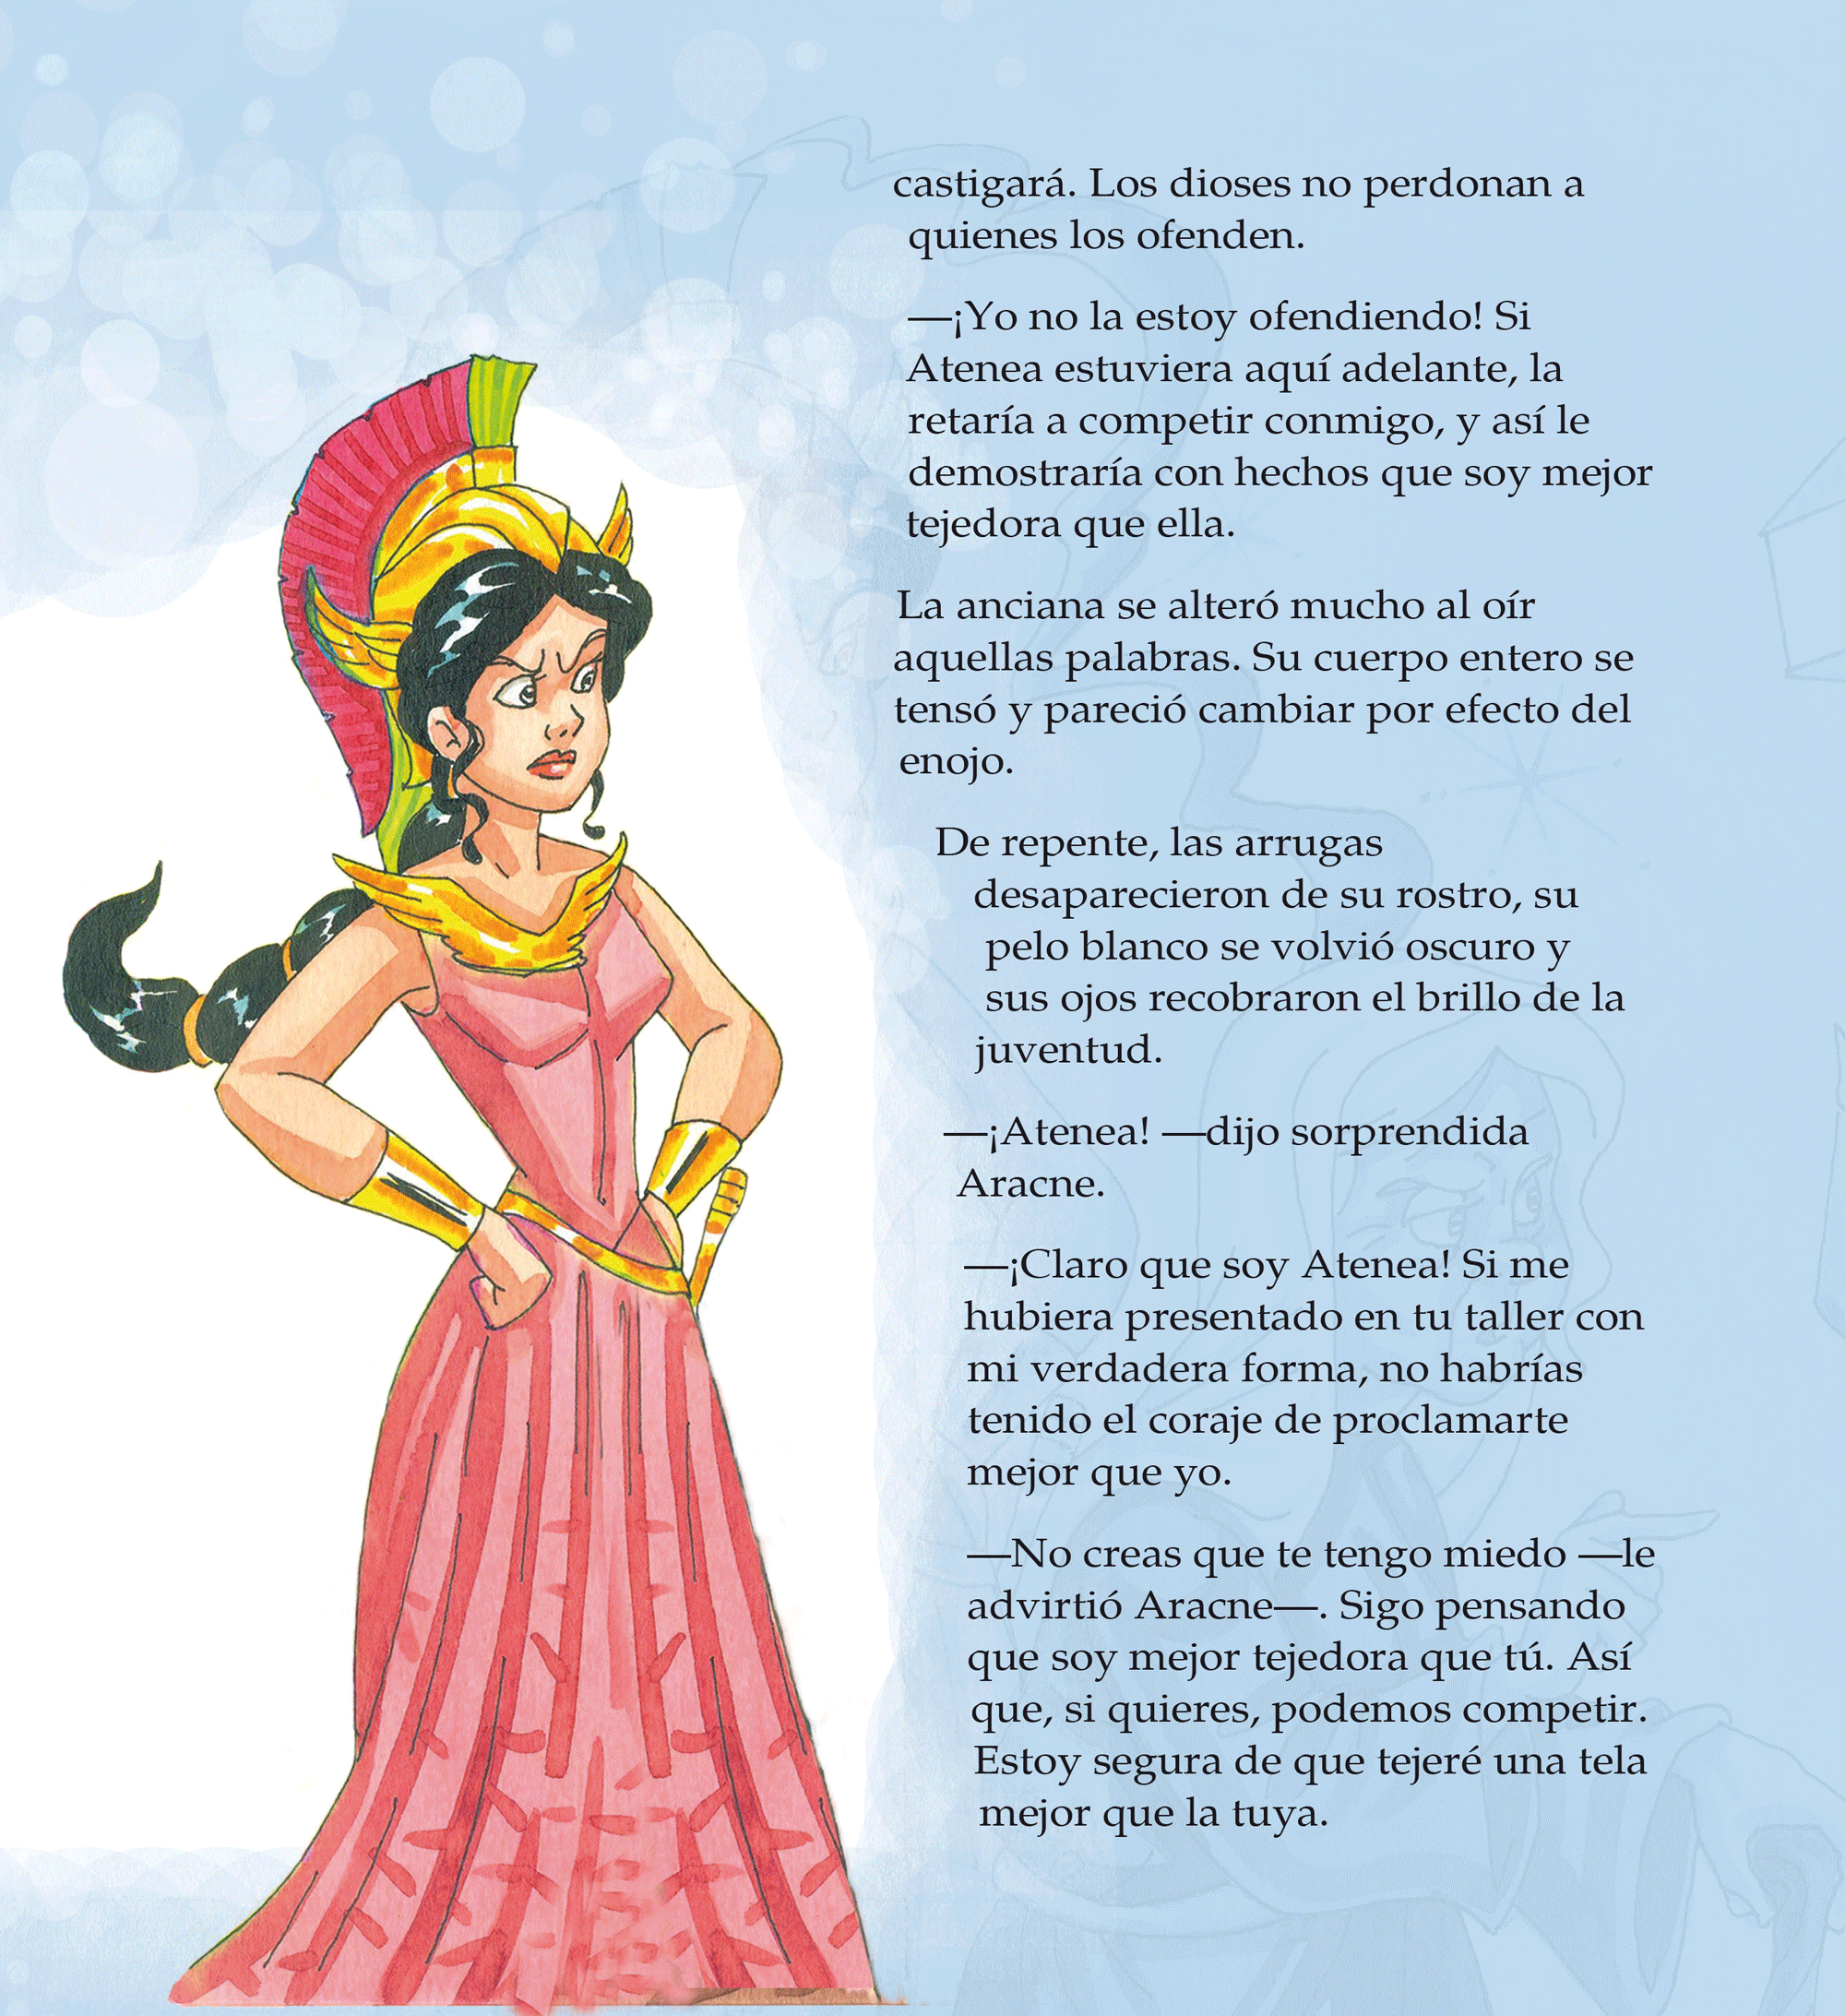 castigará. Los dioses no perdonan a
quienes los ofenden.
—¡Yo no la estoy ofendiendo! Si
Atenea estuviera aquí adelante, la
retaría a competir conmigo, y así le
demostraría con hechos que soy mejor
tejedora que ella.
La anciana se alteró mucho al oír
aquellas palabras. Su cuerpo entero se
tensó y pareció cambiar por efecto del
enojo.
De repente, las arrugas
desaparecieron de su rostro, su
pelo blanco se volvió oscuro y
sus ojos recobraron el brillo de la
juventud.
—¡Atenea! —dijo sorprendida
Aracne.
—¡Claro que soy Atenea! Si me
hubiera presentado en tu taller con
mi verdadera forma, no habrías
tenido el coraje de proclamarte
mejor que yo.
—No creas que te tengo miedo —le
advirtió Aracne—. Sigo pensando
que soy mejor tejedora que tú. Así
que, si quieres, podemos competir.
Estoy segura de que tejeré una tela
mejor que la tuya.